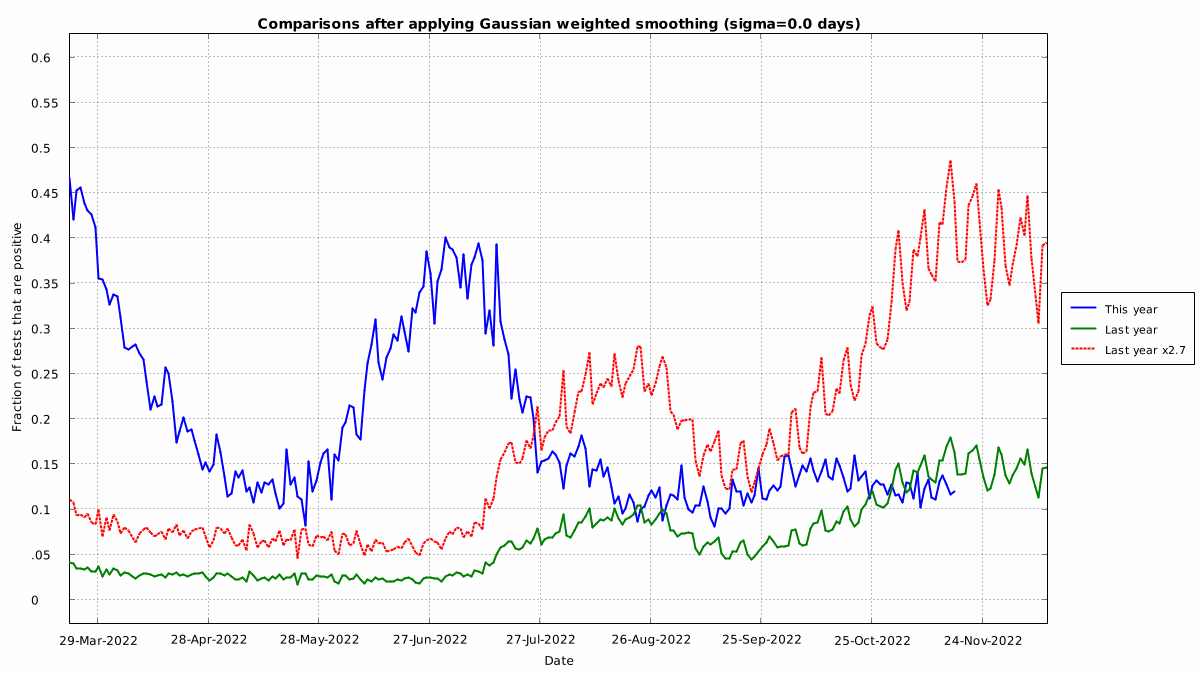 Comparisons after applying Gaussian weighted smoothing (sigma=0.0 days)
0.6
0.55
0.5
0.45
0.4
0.35
0.3
0.25
0.2
0.15
0.1
.05
0
Fraction of tests that are positive
29-Mar-2022
28-Apr-2022
28-May-2022
27-Jun-2022
27-Jul-2022
26-Aug-2022
25-Sep-2022
25-Oct-2022
24-Nov-2022
Date
This year
Last year
Last year x2.7